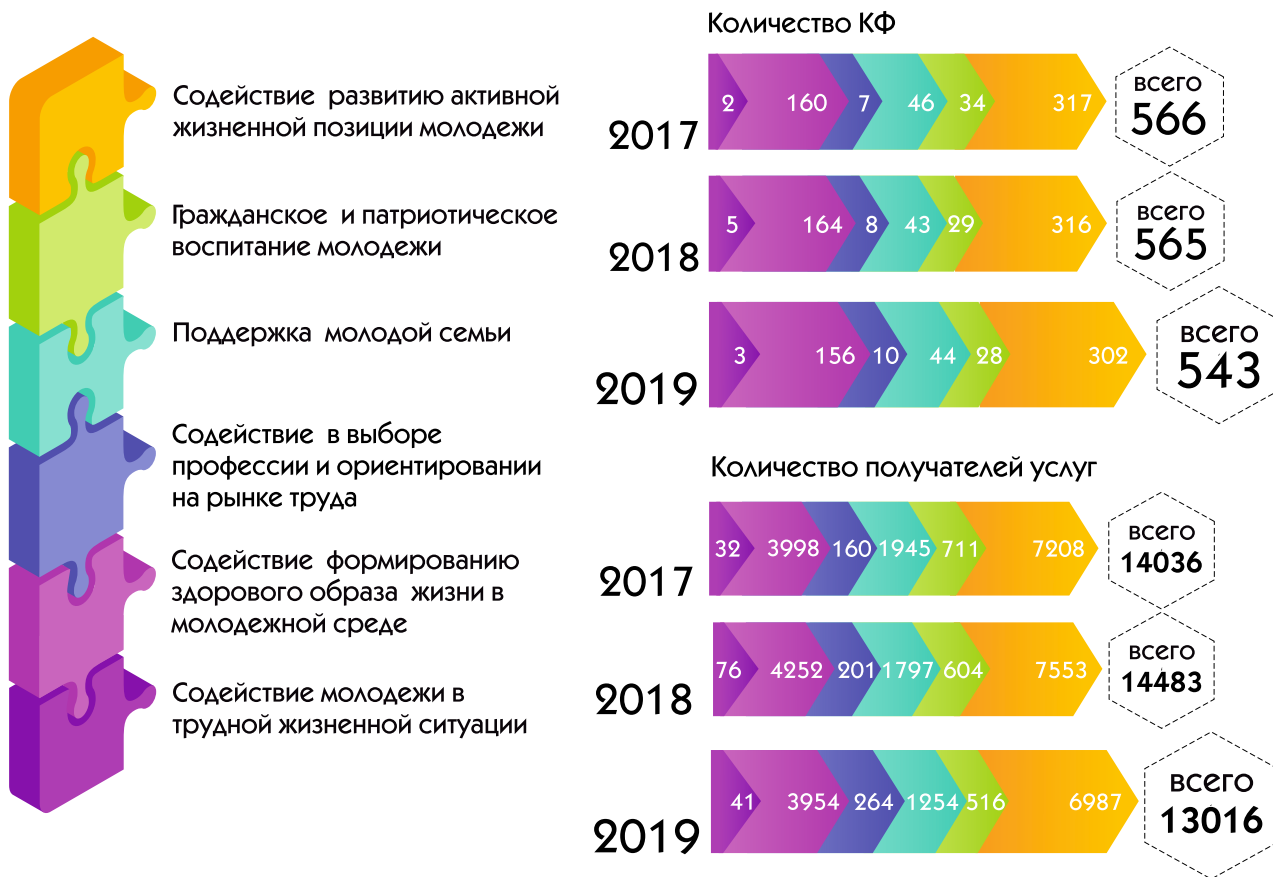 Содействие развитию активной
жизненной позиции молодежи
Гражданское и патриотическое
воспитание молодежи
Поддержка молодой семьи
Содействие в выборе
профессии и ориентировании
на рынке труда
Содействие формированию
здорового образа жизни в
молодежной среде
Содействие молодежи в
трудной жизненной ситуации
Количество КФ
2017
2 160 7 46 34 317
всего
566
2018
5 164 8 43 29 316
всего
565
2019
3 156 10 44 28 302
всего
543
Количество получателей услуг
2017
32 3998 160 1945 711 7208
всего
14036
2018
76 4252 201 1797 604 7553
всего
14483
2019
41 3954 264 1254 516 6987
всего
13016